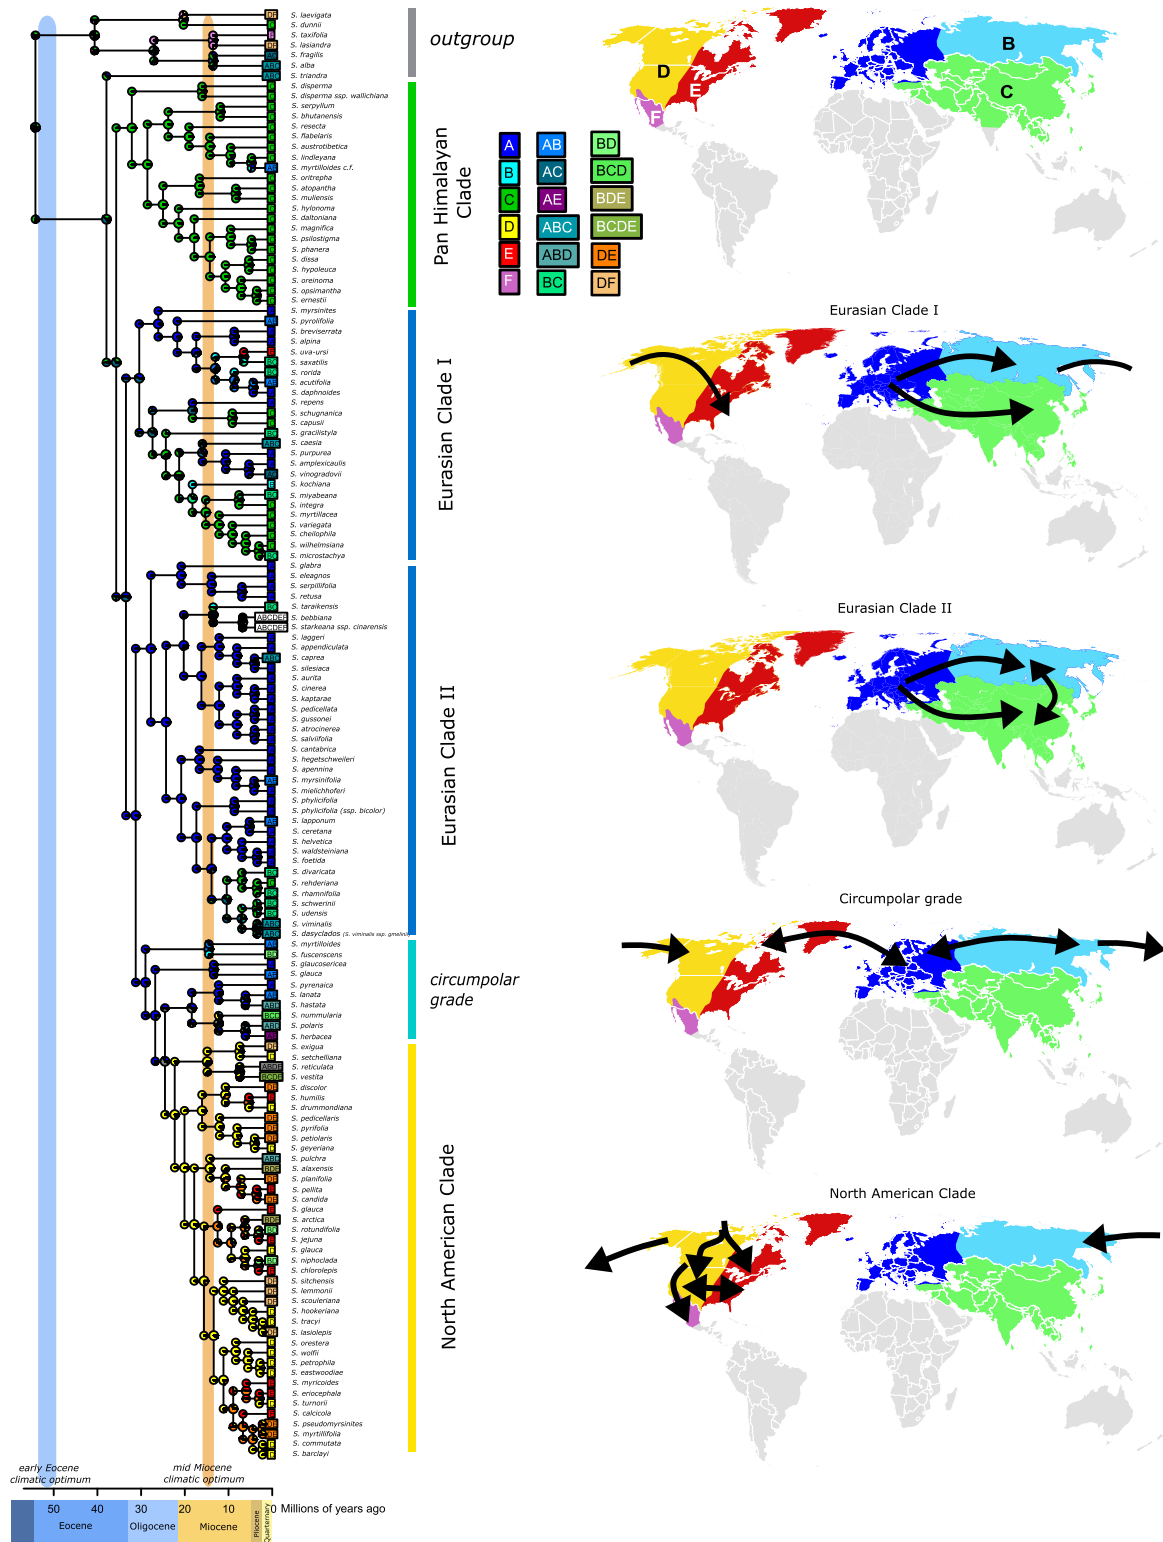 S. laevigata
S. dunnii
S. taxifolia
S. lasiandra
S. fragilis
S. alba
S. triandra
S. disperma
S. disperma ssp. wallichiana
S. serpyllum
S. bhutanensis
S. resecta
S. flabelaris
S. austrotibetica
S. lindleyana
S. myrtilloides c.f.
S. oritrepha
S. atopantha
S. muliensis
S. hylonoma
S. daltoniana
S. magnifica
S. psilostigma
S. phanera
S. dissa
S. hypoleuca
S. oreinoma
S. opsimantha
S. ernestii
S. myrsinites
S. pyrolifolia
S. breviserrata
S. alpina
S. uva-ursi
S. saxatilis
S. rorida
S. acutifolia
S. daphnoides
S. repens
S. schugnanica
S. capusii
S. gracilistyla
S. caesia
S. purpurea
S. amplexicaulis
S. vinogradovii
S. kochiana
S. miyabeana
S. integra
S. myrtillacea
S. variegata
S. cheilophila
S. wilhelmsiana
S. microstachya
S. glabra
S. eleagnos
S. serpillifolia
S. retusa
S. taraikensis
ABCDEF S. bebbiana
ABCDEF S. starkeana ssp. cinarensis
S. laggeri
S. appendiculata
S. caprea
S. silesiaca
S. aurita
S. cinerea
S. kaptarae
S. pedicellata
S. gussonei
S. atrocinerea
S. salviifolia
S. cantabrica
S. hegetschweileri
S. apennina
S. myrsinifolia
S. mielichhoferi
S. phylicifolia
S. phylicifolia (ssp. bicolor)
S. lapponum
S. ceretana
S. helvetica
S. waldsteiniana
S. foetida
S. divaricata
S. rehderiana
S. rhamnifolia
S. schwerinii
S. udensis
S. viminalis
S. dasyclados (S. viminalis ssp. gmelinii)
S. myrtilloides
S. fuscenscens
S. glaucosericea
S. glauca
S. pyrenaica
S. lanata
S. hastata
S. nummularia
S. polaris
S. herbacea
S. exigua
S. setchelliana
S. reticulata
S. vestita
S. discolor
S. humilis
S. drummondiana
S. pedicellaris
S. pyrifolia
S. petiolaris
S. geyeriana
S. pulchra
S. alaxensis
S. planifolia
S. pellita
S. candida
S. glauca
S. arctica
S. rotundifolia
S. jejuna
S. glauca
S. niphoclada
S. chlorolepis
S. sitchensis
S. lemmonii
S. scouleriana
S. hookeriana
S. tracyi
S. lasiolepis
S. orestera
S. wolfii
S. petrophila
S. eastwoodiae
S. myricoides
S. eriocephala
S. turnorii
S. calcicola
S. pseudomyrsinites
S. myrtillifolia
S. commutata
S. barclayi
outgroup
Pan Himalayan
Clade
Eurasian Clade I
Eurasian Clade II
circumpolar
grade
North American Clade
A AB BD
B AC BCD
C AE BDE
D ABC BCDE
E ABD DE
F BC DF
B
D
E
C
F
Eurasian Clade I
Eurasian Clade II
Circumpolar grade
North American Clade
early Eocene
climatic optimum
mid Miocene
climatic optimum
50 40 30 20 10 0 Millions of years ago
Eocene Oligocene Miocene Pliocene Quarternary